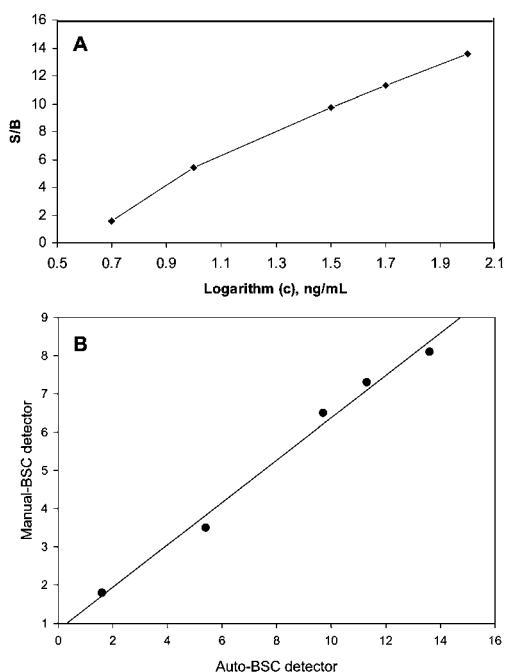 16
A
14
12
10
8
6
4
2
0
S/B
0.5 0.7 0.9 1.1 1.3 1.5 1.7 1.9 2.1
Logarithm (c), ng/mL
9
B
8
7
6
5
4
3
2
1
Manual-BSC detector
0 2 4 6 8 10 12 14 16
Auto-BSC detector